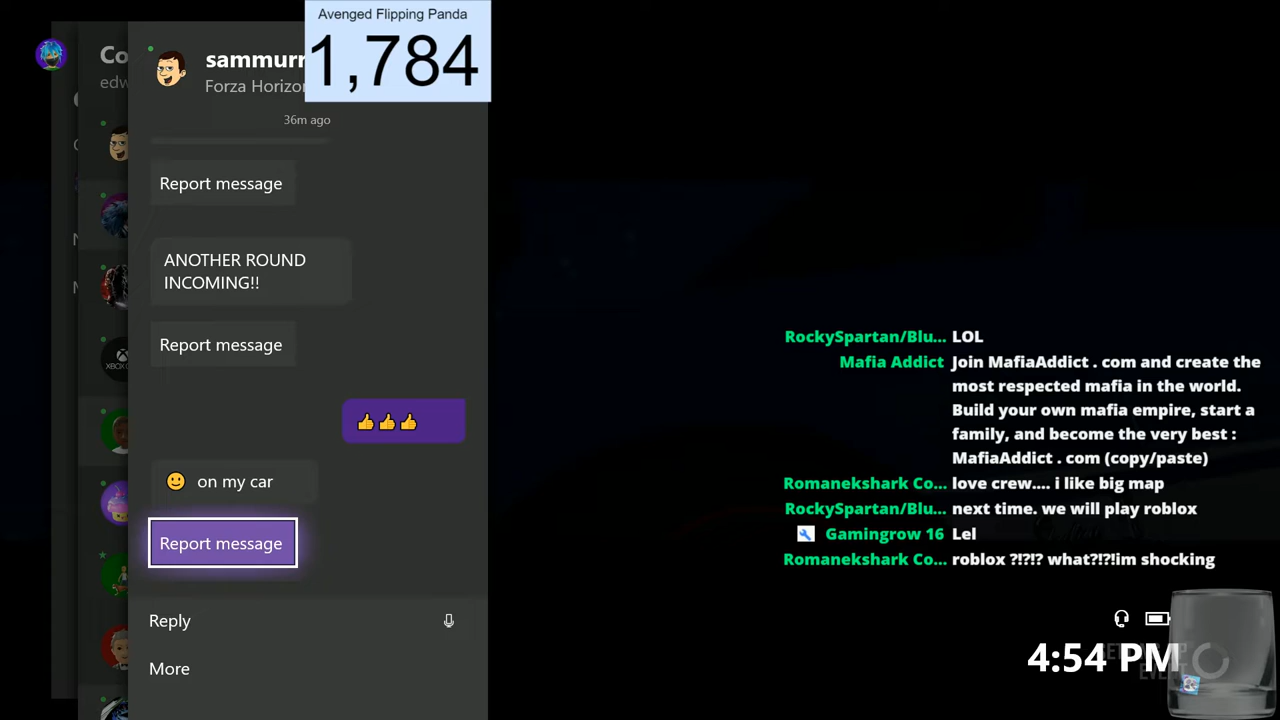 Avenged Flipping Panda
1,784
Co
edw
sammurr
Forza Horizo
36m ago
Report message
ANOTHER ROUND
INCOMING!!
Report message
👍👍👍
🙂 on my car
Report message
Reply
More
RockySpartan/Blu... LOL
Mafia Addict Join MafiaAddict . com and create the
most respected mafia in the world.
Build your own mafia empire, start a
family, and become the very best :
MafiaAddict . com (copy/paste)
Romanekshark Co... love crew.... i like big map
RockySpartan/Blu... next time. we will play roblox
Gamingrow 16 Lel
Romanekshark Co... roblox ?!?!? what?!?!im shocking
4:54 PM